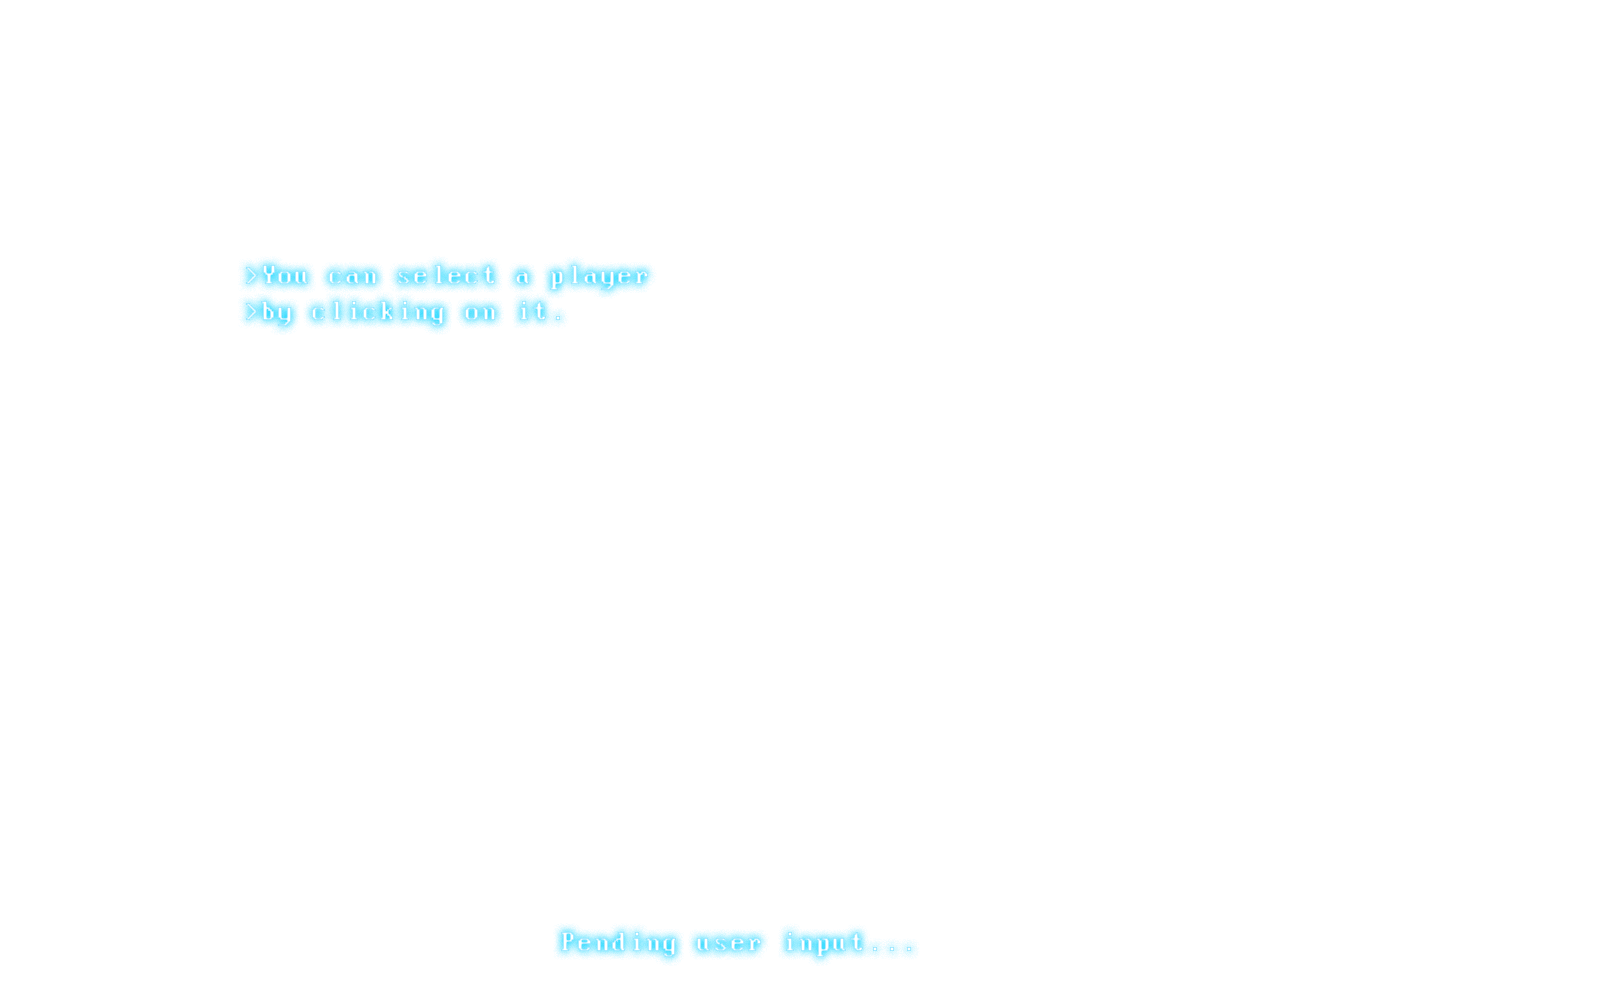 >You can select a player
>by clicking on it.
Pending user input...